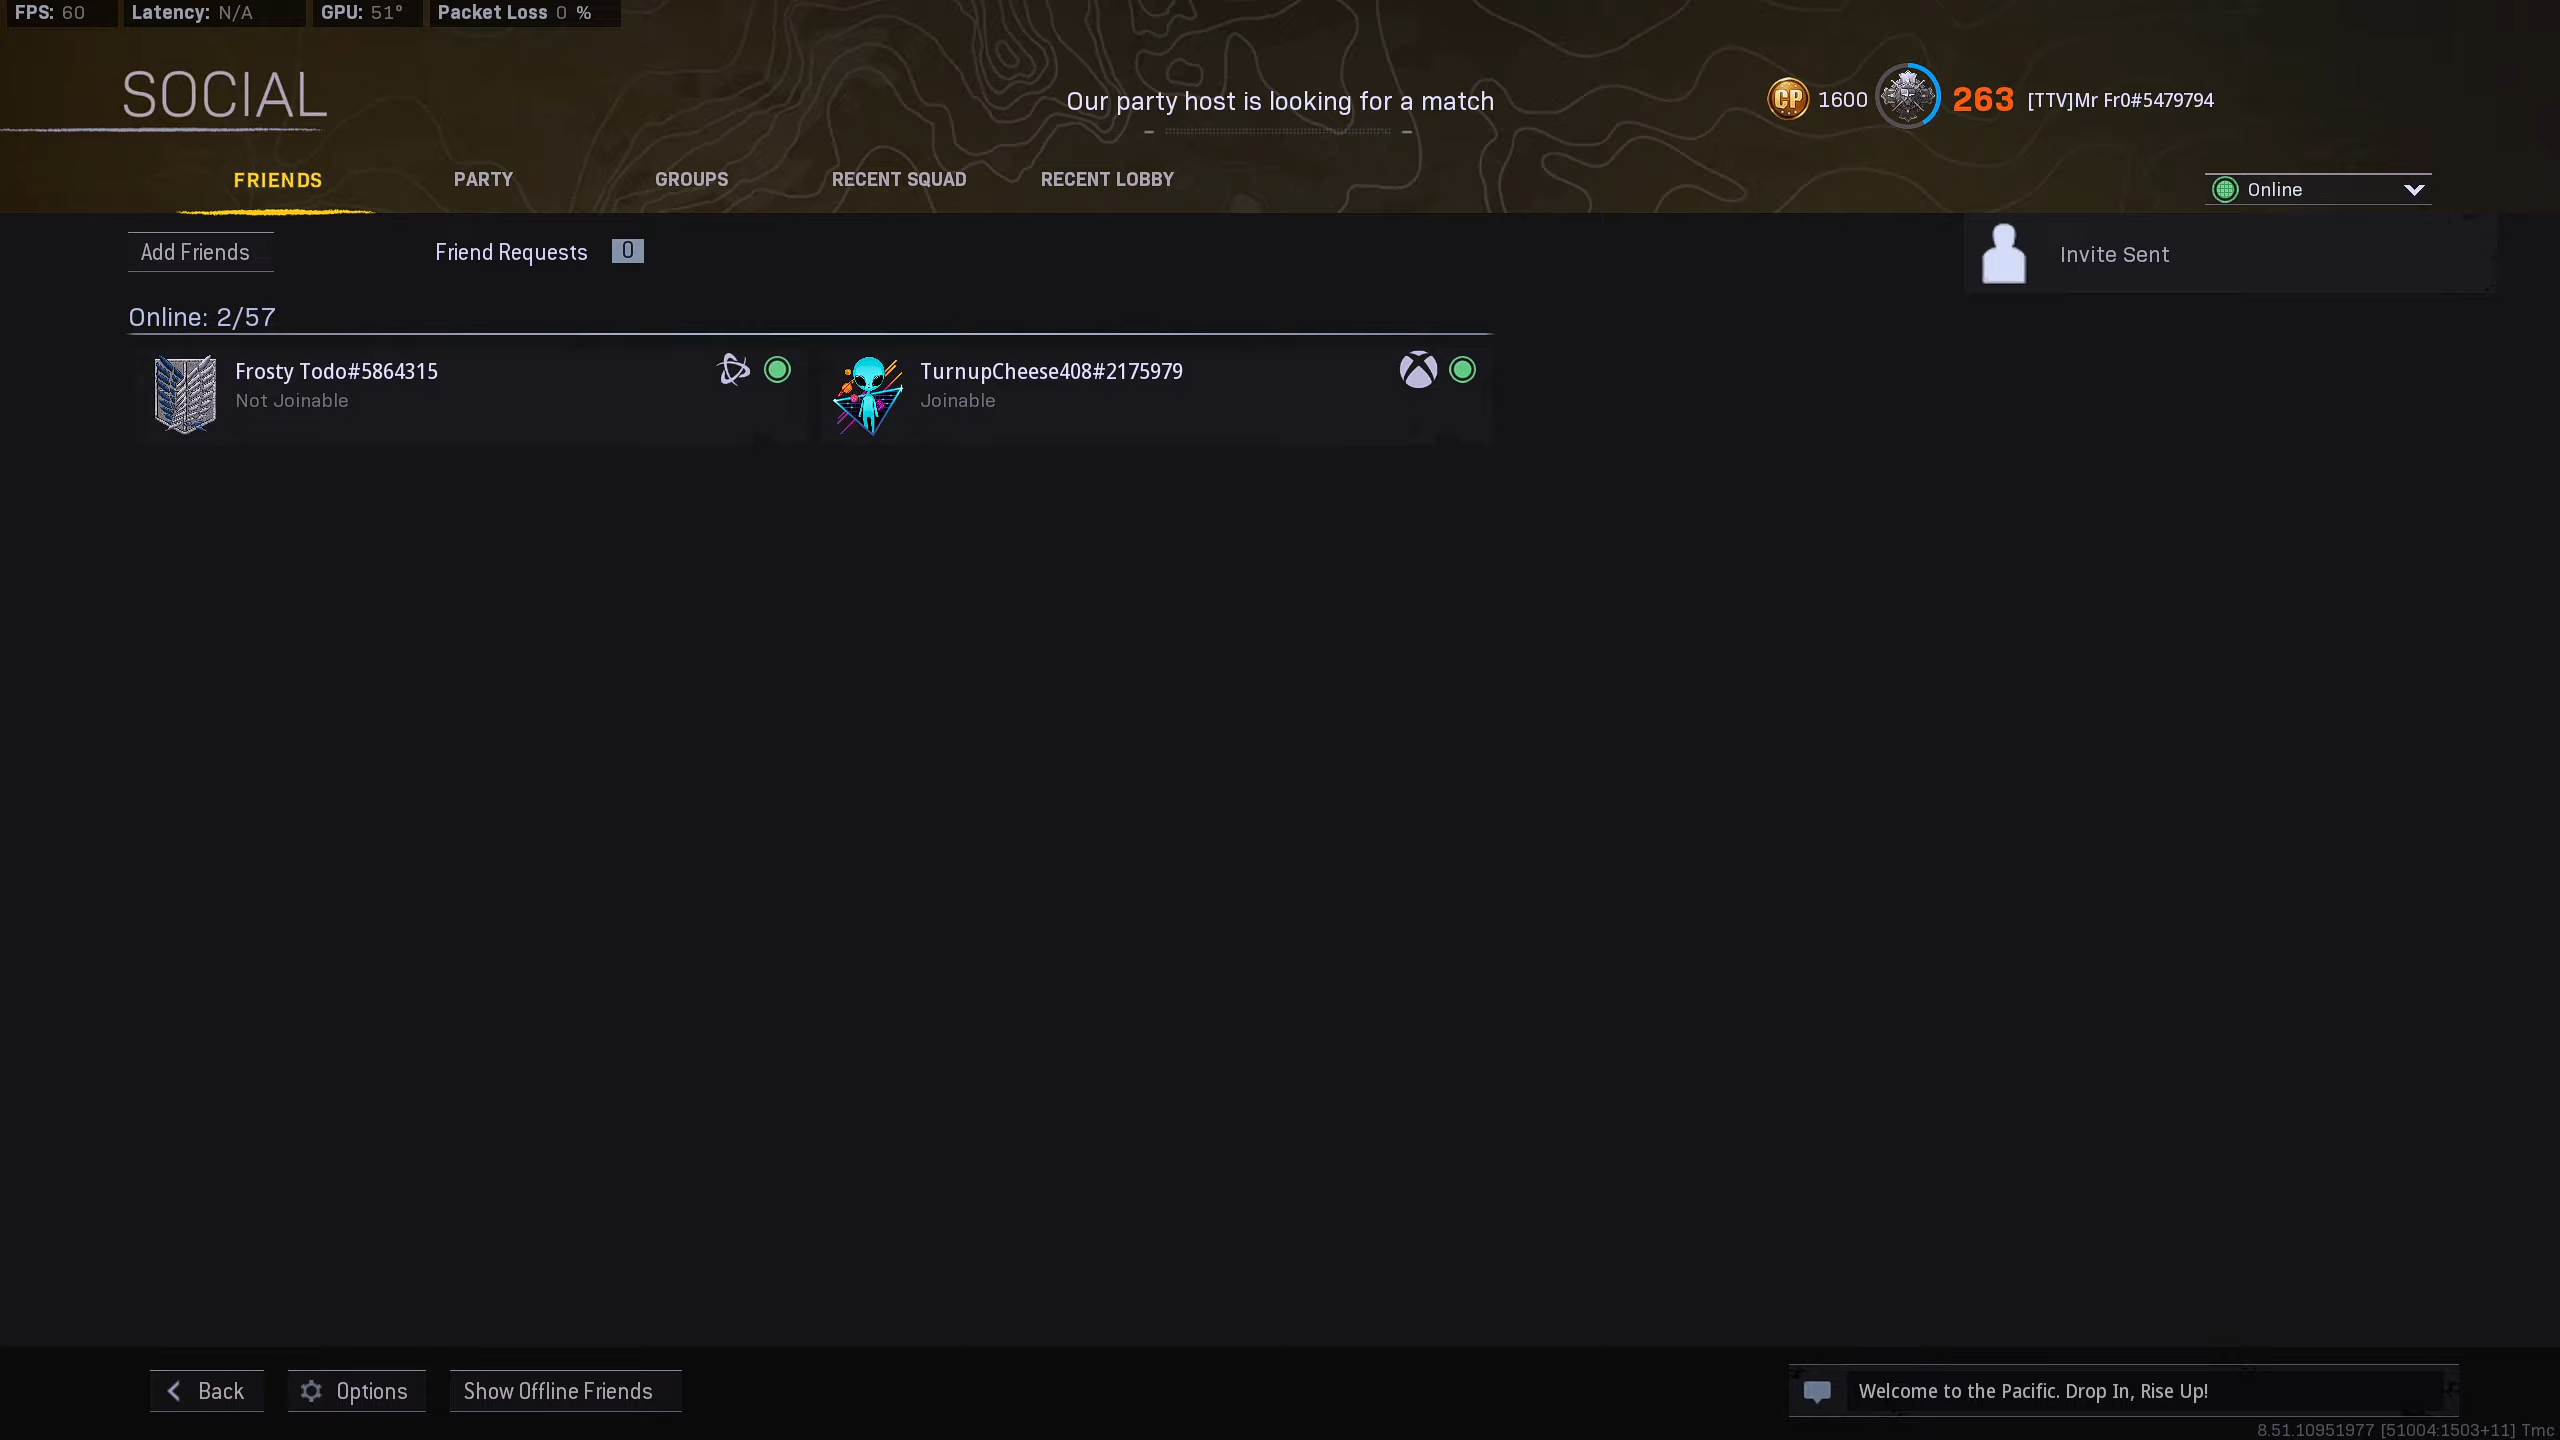 FPS: 60 Latency: N/A GPU: 51° Packet Loss 0 %
SOCIAL
Our party host is looking for a match
CP 1600 263 [TTV]Mr Fr0#5479794
FRIENDS PARTY GROUPS RECENT SQUAD RECENT LOBBY
Online
Add Friends Friend Requests 0
Invite Sent
Online: 2/57
Frosty Todo#5864315
Not Joinable
TurnupCheese408#2175979
Joinable
Back Options Show Offline Friends
Welcome to the Pacific. Drop In, Rise Up!
8.51.10951977 [51004:1503+11] Tmc